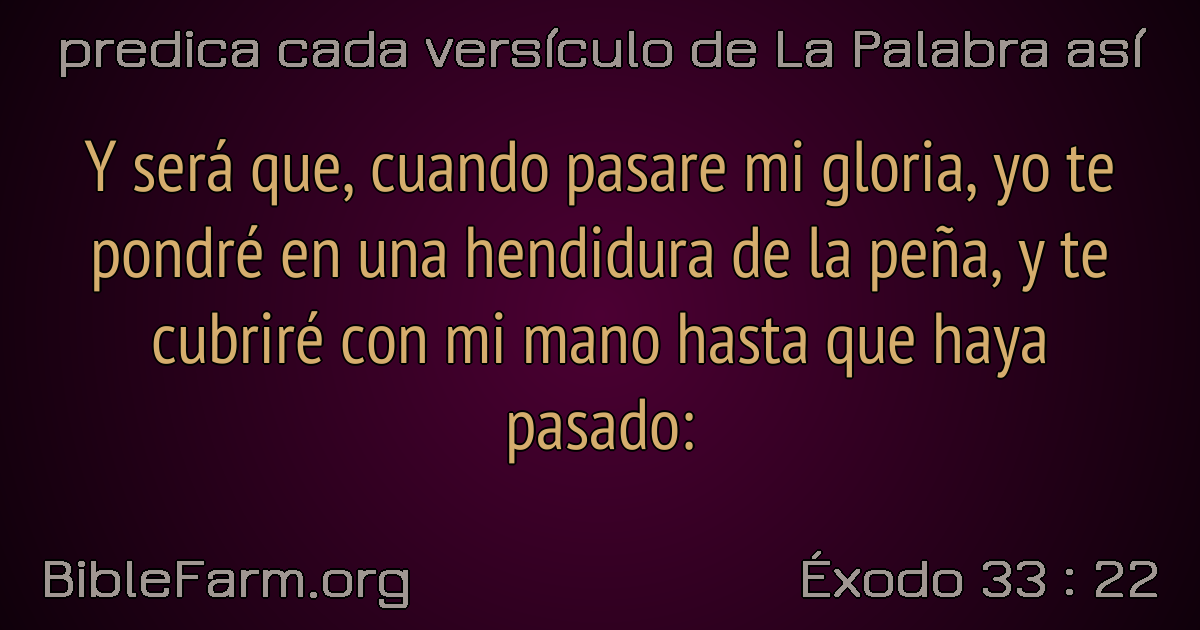 predica cada versículo de La Palabra así
Y será que, cuando pasare mi gloria, yo te
pondré en una hendidura de la peña, y te
cubriré con mi mano hasta que haya
pasado:
BibleFarm.org
Éxodo 33 : 22